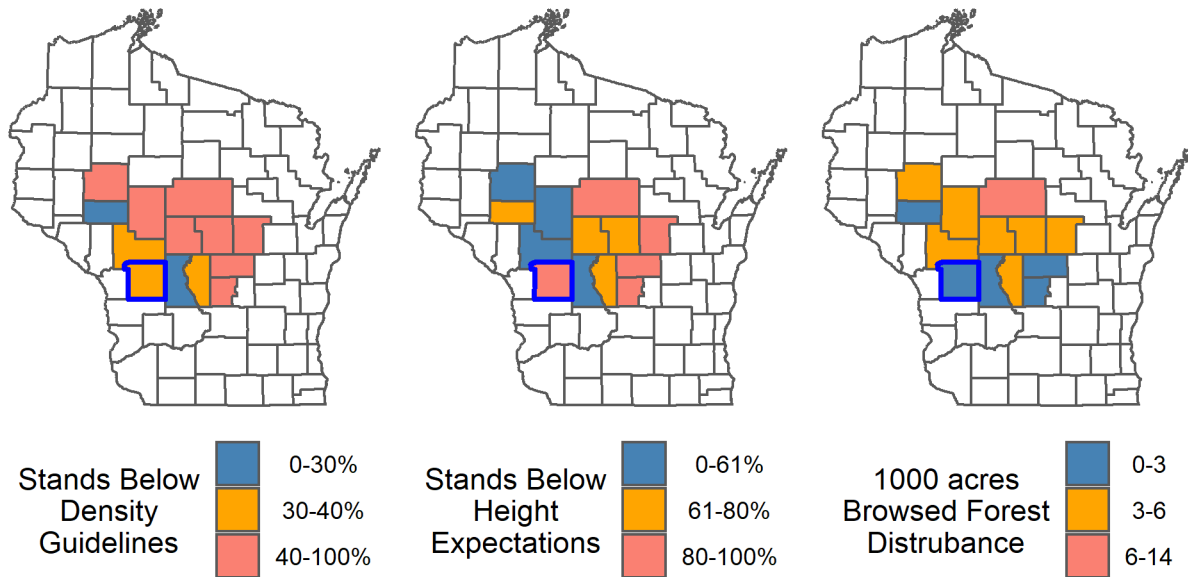 Stands Below
Density
Guidelines
0-30%
30-40%
40-100%
Stands Below
Height
Expectations
0-61%
61-80%
80-100%
1000 acres
Browsed Forest
Distrubance
0-3
3-6
6-14